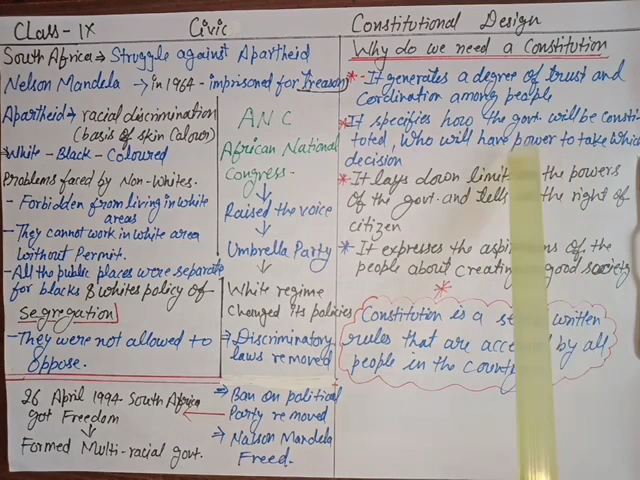 Class - IX
Civic
Constitutional Design
South Africa → Struggle against Apartheid
Nelson Mandela → in 1964 - imprisoned for Treason
Apartheid → racial discrimination
(basis of skin Calour)
→ White - Black - Coloured
Problems faced by Non-Whites.
- Forbidden from living in white
areas
- They cannot work in white area
without Permit.
- All the public places were separate
for blacks & whites policy of
segregation
- They were not allowed to
oppose.
26 April 1994 South Africa
got Freedom
↓
Formed Multi-racial govt.
ANC
African National
Congress -
↓
Raised the voice
↓
Umbrella Party
↓
White regime
Changed its policies
⇒ Discriminatory
laws removed
⇒ Ban on political
Party removed
⇒ Nalson Mandela
Freed.
Why do we need a Constitution
* - It generates a degree of trust and
Cordination among people
* It specifies how the govt. will be Consti-
tuted, Who will have power to take which
decision
* - It lays down limit the powers
of the govt. and tells the right of
citizen
* - It expresses the of the
people about creating good society
*
Constitution is a written
rules that are by all
people in the